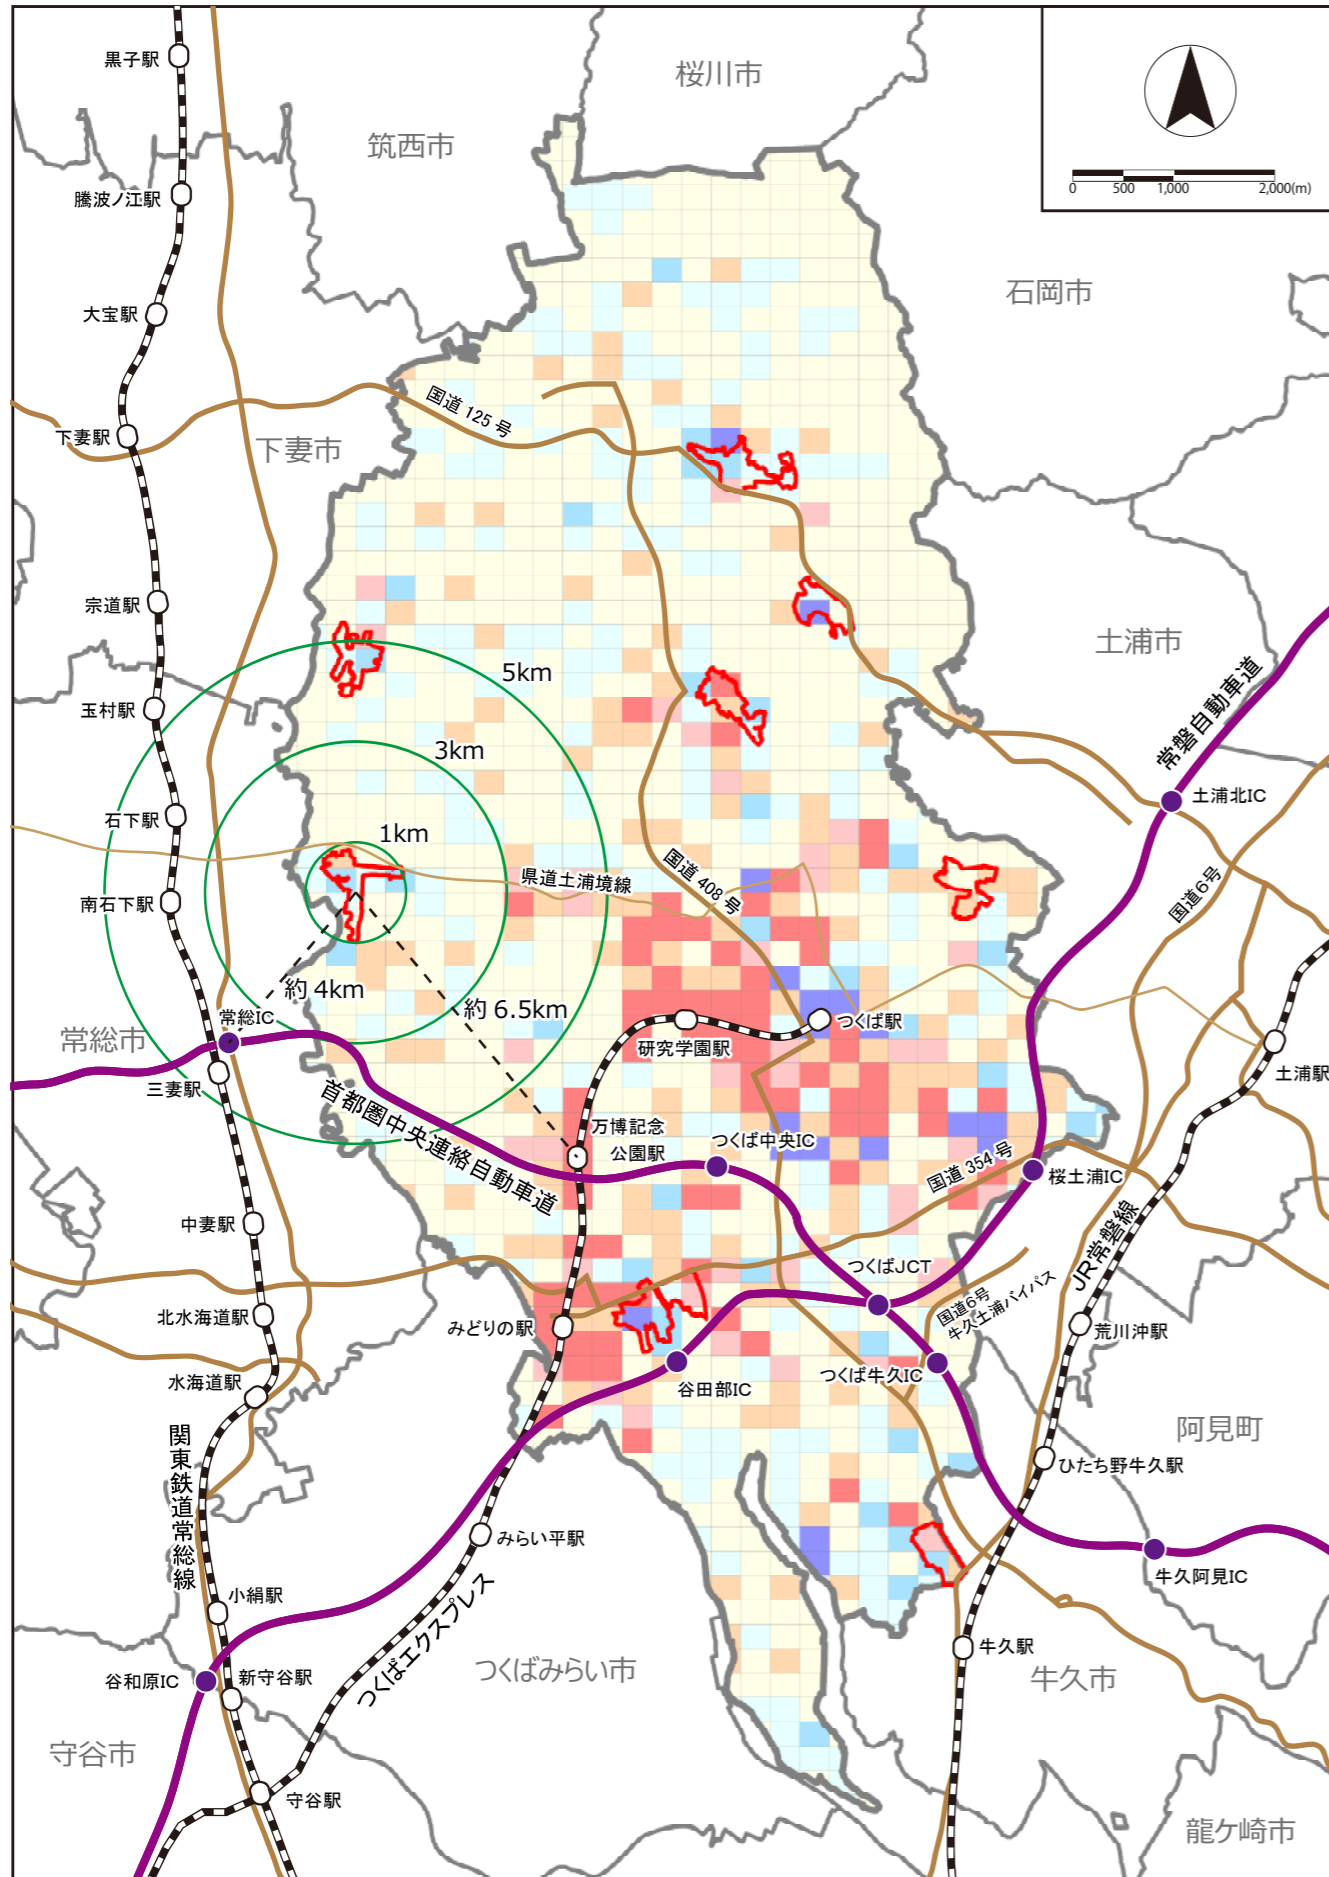 黒子駅
桜川市
筑西市
0 500 1,000 2,000(m)
騰波ノ江駅
石岡市
大宝駅
国道 125 号
下妻駅
下妻市
宗道駅
土浦市
5km
玉村駅
常磐自動車道
3km
土浦北IC
石下駅
1km
国道 408 号
県道土浦境線
国道6号
南石下駅
約 4km
約 6.5km
常総IC
つくば駅
常総市
研究学園駅
土浦駅
三妻駅
首都圏中央連絡自動車道
万博記念
公園駅
つくば中央IC
国道 354 号
桜土浦IC
中妻駅
JR常磐線
つくばJCT
国道6号
牛久土浦バイパス
北水海道駅
みどりの駅
荒川沖駅
水海道駅
谷田部IC
つくば牛久IC
阿見町
関東鉄道常総線
ひたち野牛久駅
みらい平駅
牛久阿見IC
小絹駅
つくばエクスプレス
牛久駅
谷和原IC
新守谷駅
つくばみらい市
牛久市
守谷市
守谷駅
龍ケ崎市